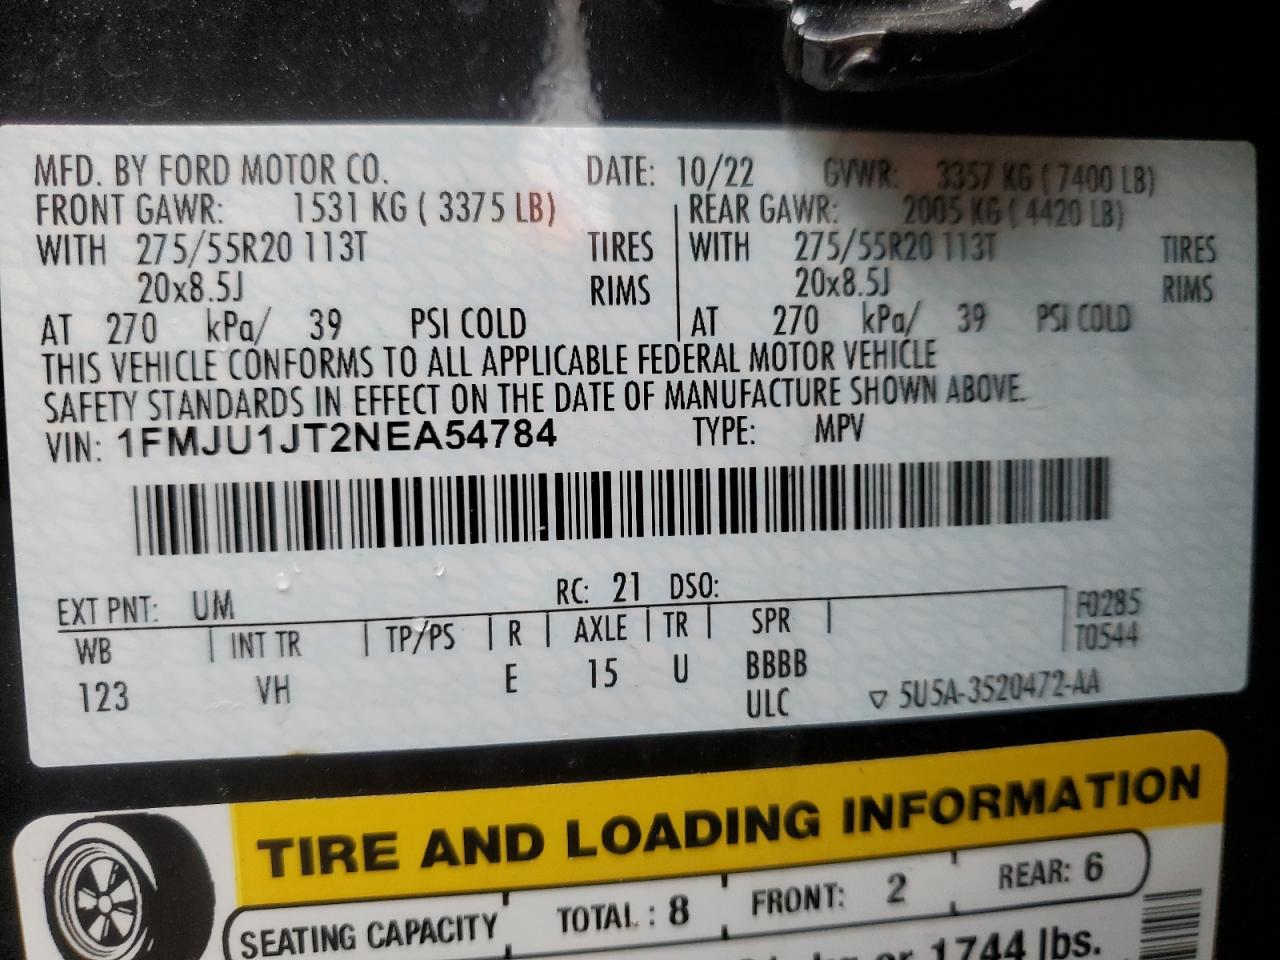 MFD. BY FORD MOTOR CO. DATE: 10/22 GVWR: 3357 KG ( 7400 LB)
FRONT GAWR: 1531 KG ( 3375 LB) REAR GAWR: 2005 KG ( 4420 LB)
WITH 275/55R20 113T TIRES WITH 275/55R20 113T TIRES
20x8.5J RIMS 20x8.5J RIMS
AT 270 kPa/ 39 PSI COLD AT 270 kPa/ 39 PSI COLD
THIS VEHICLE CONFORMS TO ALL APPLICABLE FEDERAL MOTOR VEHICLE
SAFETY STANDARDS IN EFFECT ON THE DATE OF MANUFACTURE SHOWN ABOVE.
VIN: 1FMJU1JT2NEA54784 TYPE: MPV
EXT PNT: UM RC: 21 DSO: F0285
WB INT TR TP/PS R AXLE TR SPR T0544
123 VH E 15 U BBBB
ULC 5U5A-3520472-AA
TIRE AND LOADING INFORMATION
SEATING CAPACITY TOTAL : 8 FRONT: 2 REAR: 6
kg or 1744 lbs.